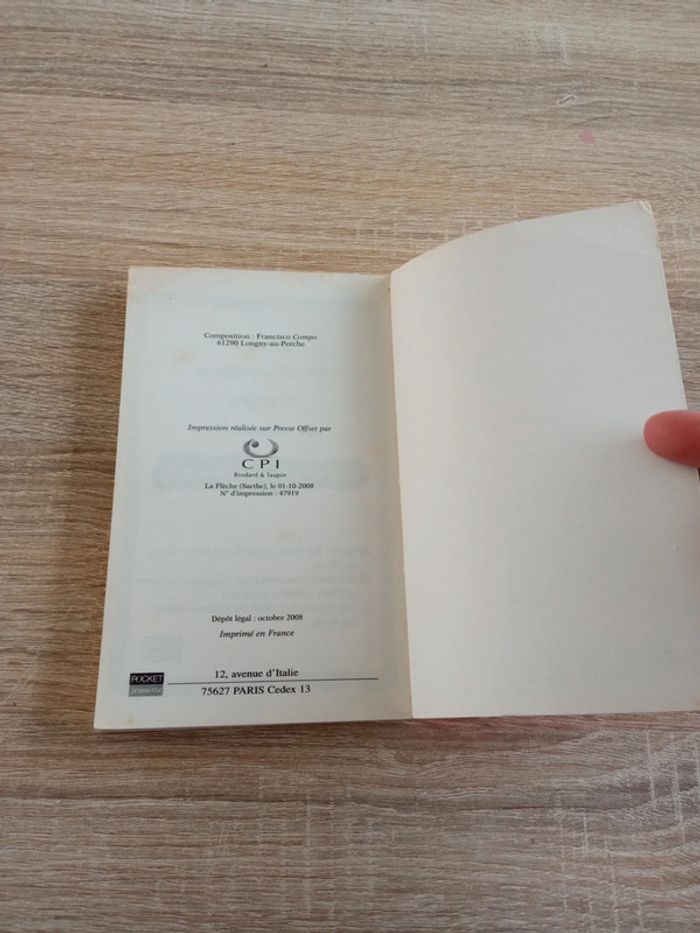 Composition : Francisco Compo
61290 Longny-au-Perche
Impression réalisée sur Presse Offset par
CPI
Brodard & Taupin
La Flèche (Sarthe), le 01-10-2008
N° d'impression : 47919
Dépôt légal : octobre 2008
Imprimé en France
12, avenue d'Italie
POCKET
75627 PARIS Cedex 13